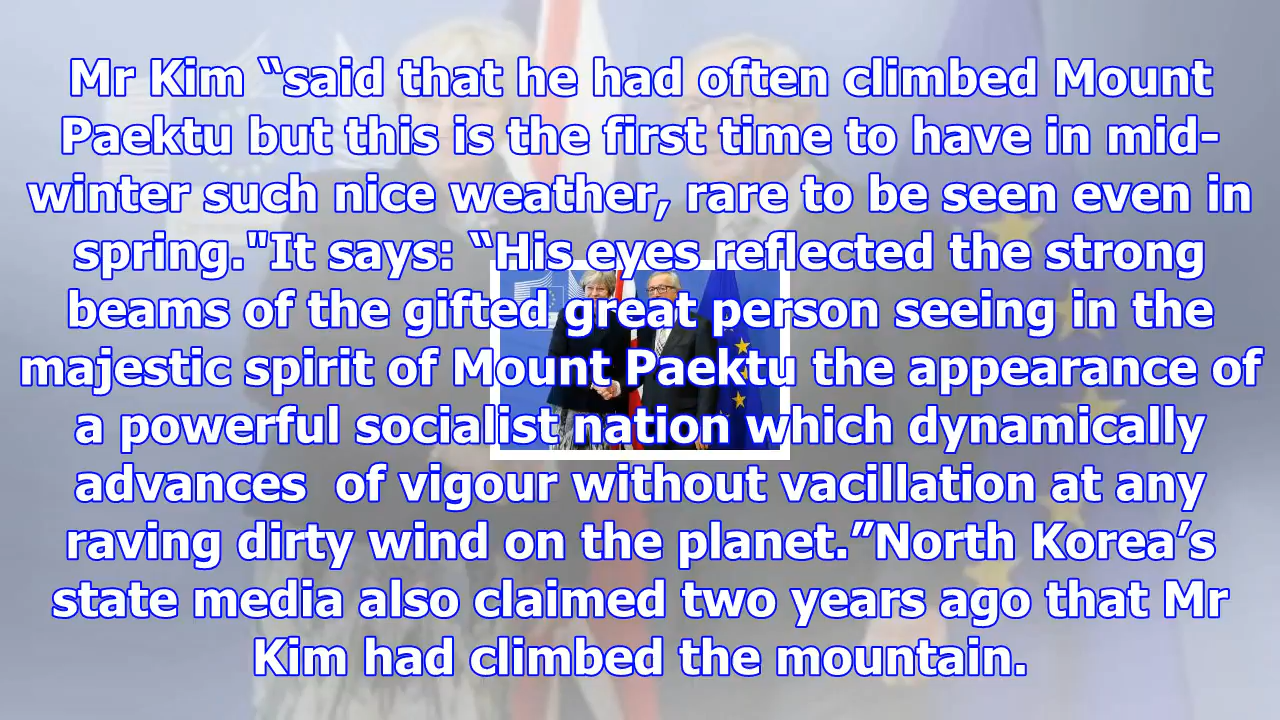 Mr Kim “said that he had often climbed Mount
Paektu but this is the first time to have in mid-
winter such nice weather, rare to be seen even in
spring."It says: “His eyes reflected the strong
beams of the gifted great person seeing in the
majestic spirit of Mount Paektu the appearance of
a powerful socialist nation which dynamically
advances  of vigour without vacillation at any
raving dirty wind on the planet.”North Korea’s
state media also claimed two years ago that Mr
Kim had climbed the mountain.